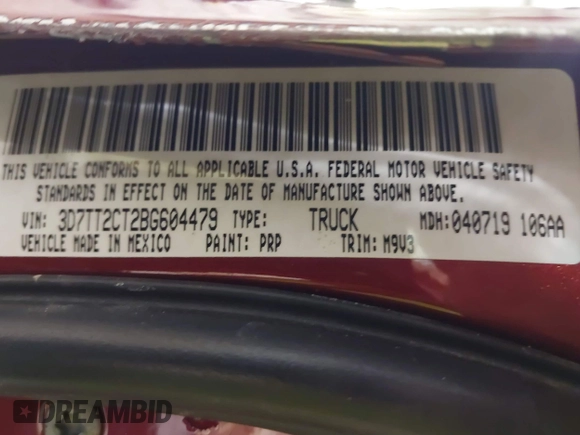 THIS VEHICLE CONFORMS TO ALL APPLICABLE U.S.A. FEDERAL MOTOR VEHICLE SAFETY
STANDARDS IN EFFECT ON THE DATE OF MANUFACTURE SHOWN ABOVE.
VIN: 3D7TT2CT2BG604479 TYPE: TRUCK MDH: 040719 106AA
VEHICLE MADE IN MEXICO PAINT: PRP TRIM: M9V3
DREAMBID